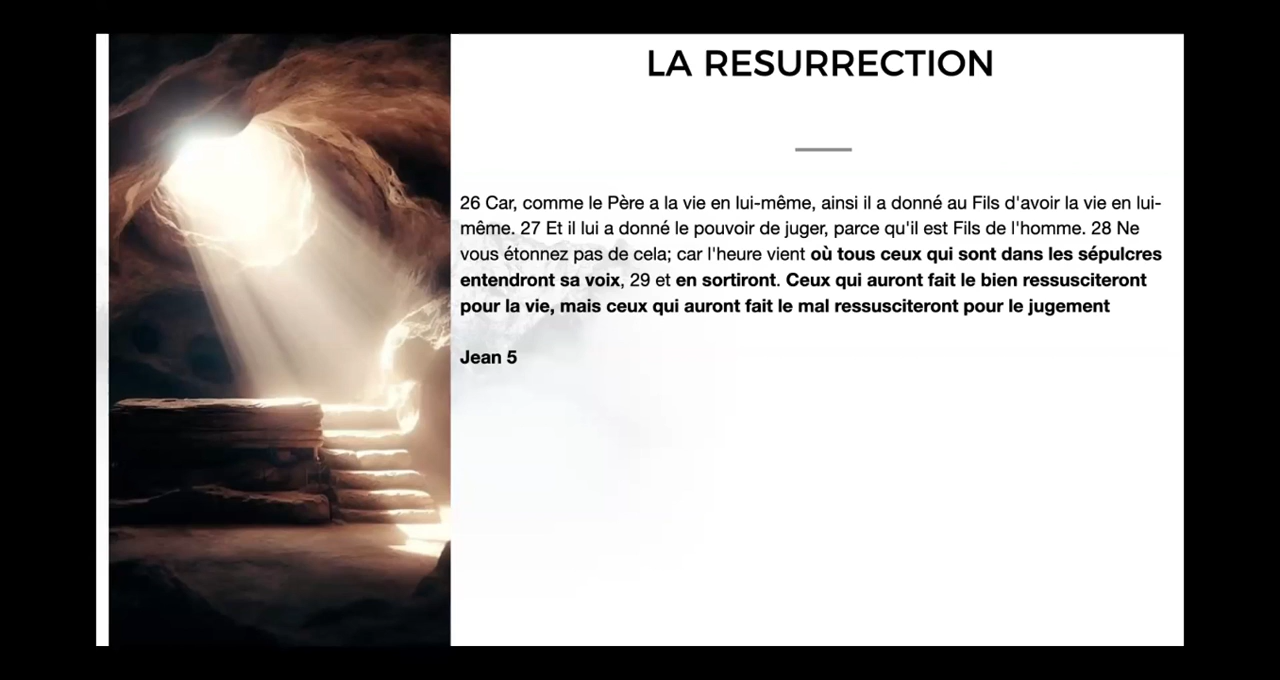 LA RESURRECTION
26 Car, comme le Père a la vie en lui-même, ainsi il a donné au Fils d'avoir la vie en lui-
même. 27 Et il lui a donné le pouvoir de juger, parce qu'il est Fils de l'homme. 28 Ne
vous étonnez pas de cela; car l'heure vient où tous ceux qui sont dans les sépulcres
entendront sa voix, 29 et en sortiront. Ceux qui auront fait le bien ressusciteront
pour la vie, mais ceux qui auront fait le mal ressusciteront pour le jugement
Jean 5